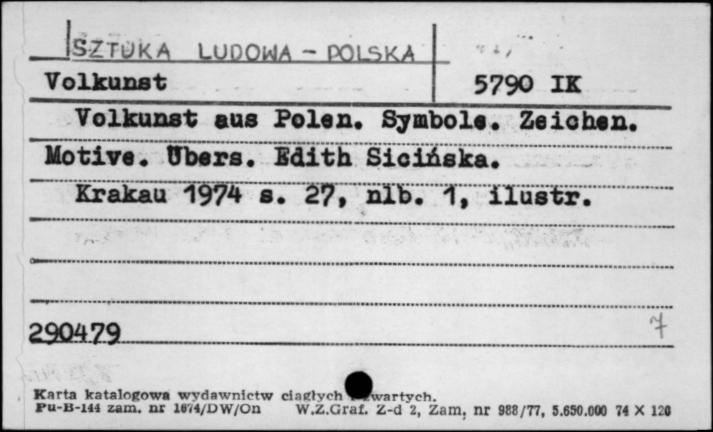 SZTUKA LUDOWA - POLSKA
Volkunst 5790 IK
Volkunst aus Polen. Symbole. Zeichen.
Motive. Ubers. Edith Sicińska.
Krakau 1974 s. 27, nlb. 1, ilustr.
290479 7
Karta katalogowa wydawnictw ciągłych i zwartych.
Pu-B-144 zam. nr 1674/DW/On W.Z.Graf. Z-d 2, Zam. nr 988/77, 5.650.000 74 X 120